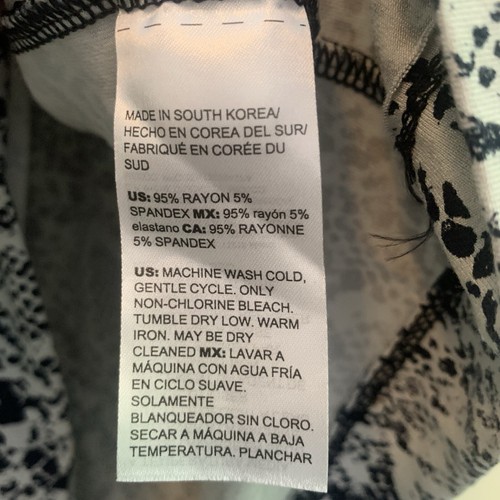 MADE IN SOUTH KOREA/
HECHO EN COREA DEL SUR/
FABRIQUÉ EN CORÉE DU
SUD
US: 95% RAYON 5%
SPANDEX MX: 95% rayón 5%
elastano CA: 95% RAYONNE
5% SPANDEX
US: MACHINE WASH COLD,
GENTLE CYCLE. ONLY
NON-CHLORINE BLEACH.
TUMBLE DRY LOW. WARM
IRON. MAY BE DRY
CLEANED MX: LAVAR A
MÁQUINA CON AGUA FRÍA
EN CICLO SUAVE.
SOLAMENTE
BLANQUEADOR SIN CLORO.
SECAR A MÁQUINA A BAJA
TEMPERATURA. PLANCHAR